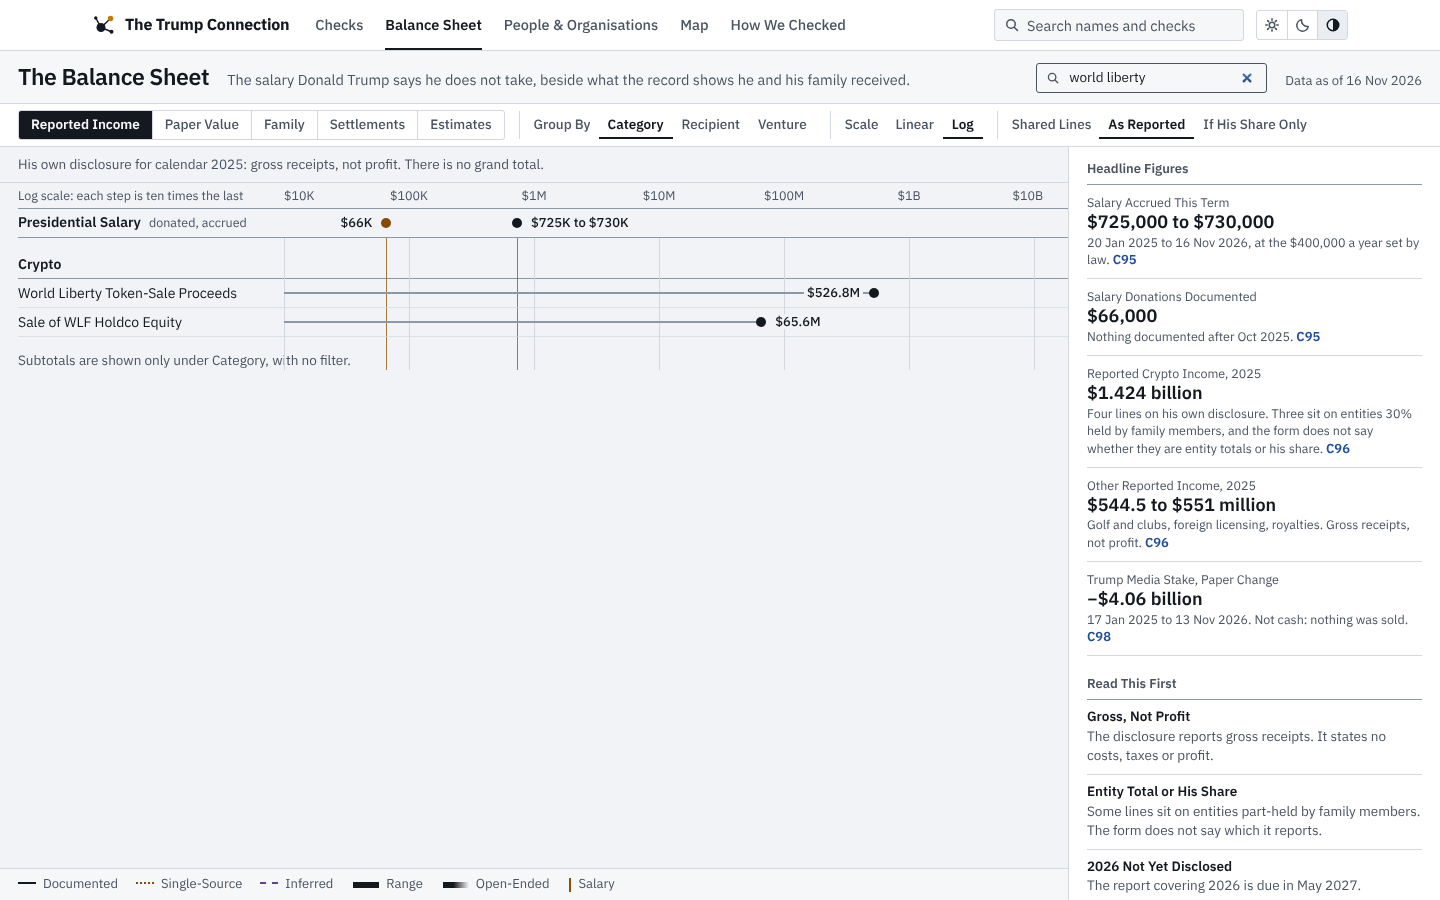 The Trump Connection
Checks
Balance Sheet
People & Organisations
Map
How We Checked
Search names and checks
The Balance Sheet
The salary Donald Trump says he does not take, beside what the record shows he and his family received.
world liberty
Data as of 16 Nov 2026
Reported Income
Paper Value
Family
Settlements
Estimates
Group By
Category
Recipient
Venture
Scale
Linear
Log
Shared Lines
As Reported
If His Share Only
His own disclosure for calendar 2025: gross receipts, not profit. There is no grand total.
Log scale: each step is ten times the last
$10K
$100K
$1M
$10M
$100M
$1B
$10B
Presidential Salary donated, accrued
$66K
$725K to $730K
Crypto
World Liberty Token-Sale Proceeds
$526.8M
Sale of WLF Holdco Equity
$65.6M
Subtotals are shown only under Category, with no filter.
Documented
Single-Source
Inferred
Range
Open-Ended
Salary
Headline Figures
Salary Accrued This Term
$725,000 to $730,000
20 Jan 2025 to 16 Nov 2026, at the $400,000 a year set by
law. C95
Salary Donations Documented
$66,000
Nothing documented after Oct 2025. C95
Reported Crypto Income, 2025
$1.424 billion
Four lines on his own disclosure. Three sit on entities 30%
held by family members, and the form does not say
whether they are entity totals or his share. C96
Other Reported Income, 2025
$544.5 to $551 million
Golf and clubs, foreign licensing, royalties. Gross receipts,
not profit. C96
Trump Media Stake, Paper Change
−$4.06 billion
17 Jan 2025 to 13 Nov 2026. Not cash: nothing was sold.
C98
Read This First
Gross, Not Profit
The disclosure reports gross receipts. It states no
costs, taxes or profit.
Entity Total or His Share
Some lines sit on entities part-held by family members.
The form does not say which it reports.
2026 Not Yet Disclosed
The report covering 2026 is due in May 2027.